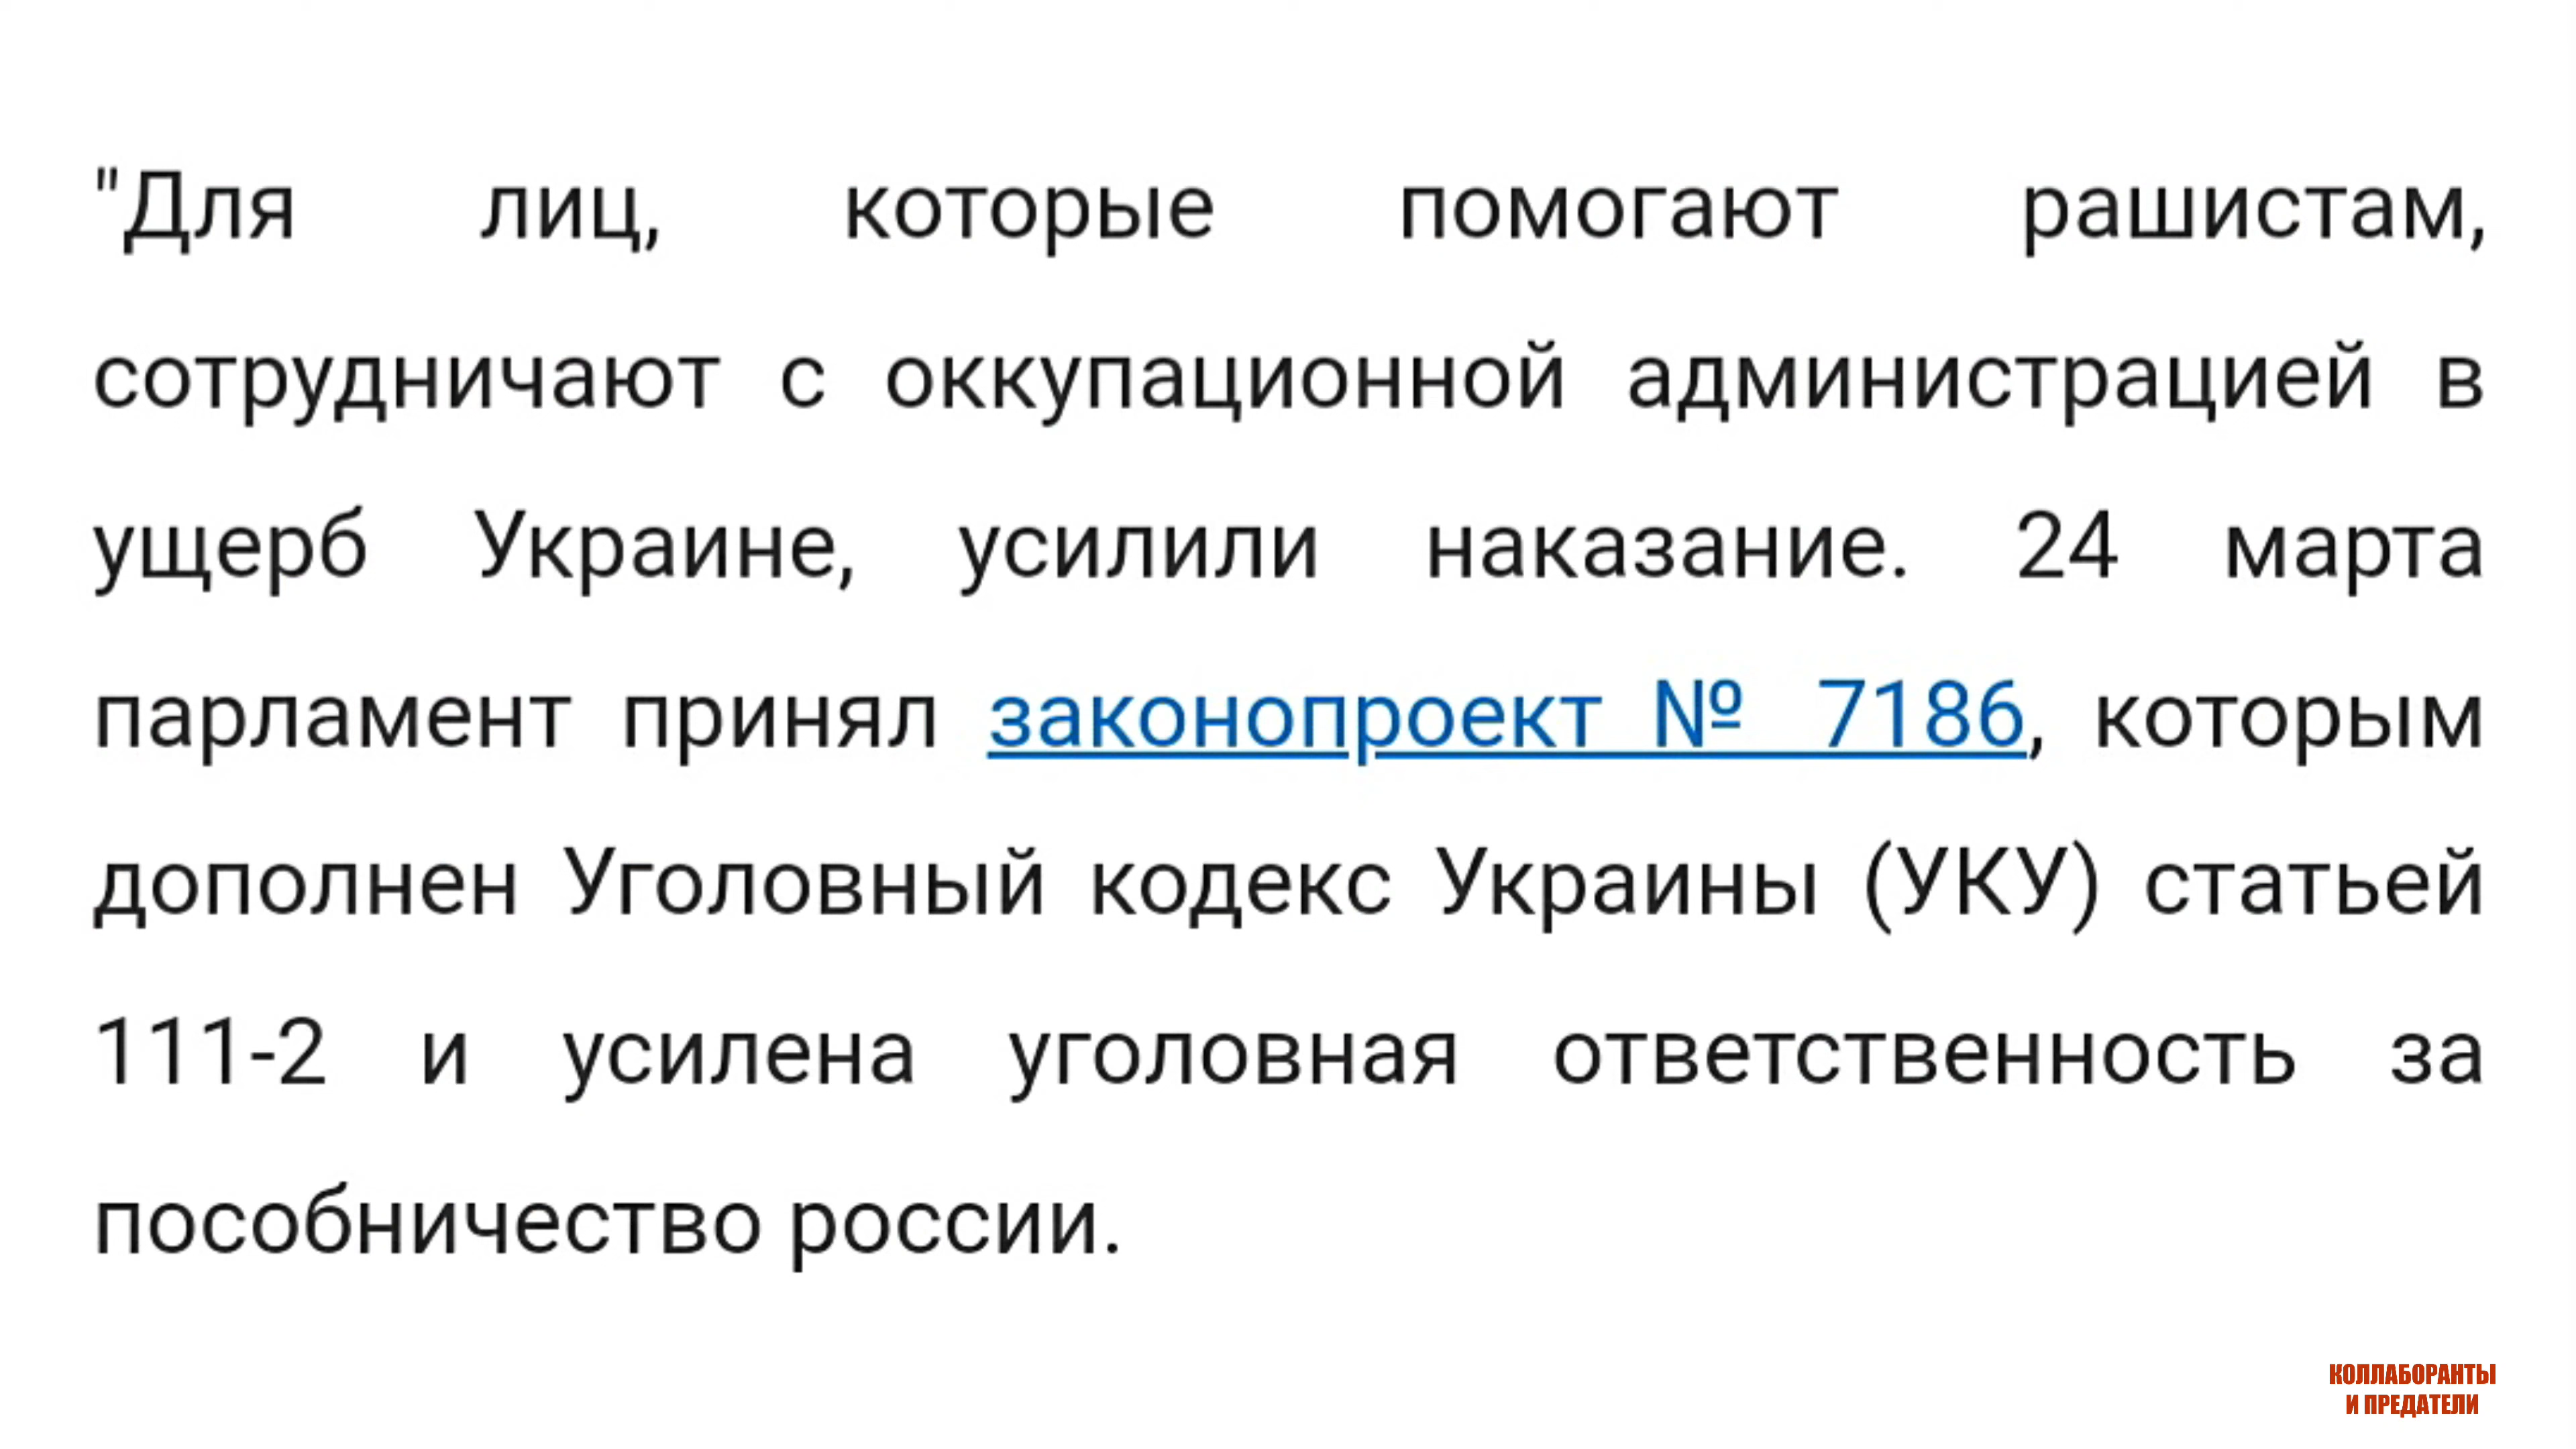 "Для лиц, которые помогают рашистам,
сотрудничают с оккупационной администрацией в
ущерб Украине, усилили наказание. 24 марта
парламент принял законопроект № 7186, которым
дополнен Уголовный кодекс Украины (УКУ) статьей
111-2 и усилена уголовная ответственность за
пособничество россии.
КОЛЛАБОРАНТЫ
И ПРЕДАТЕЛИ